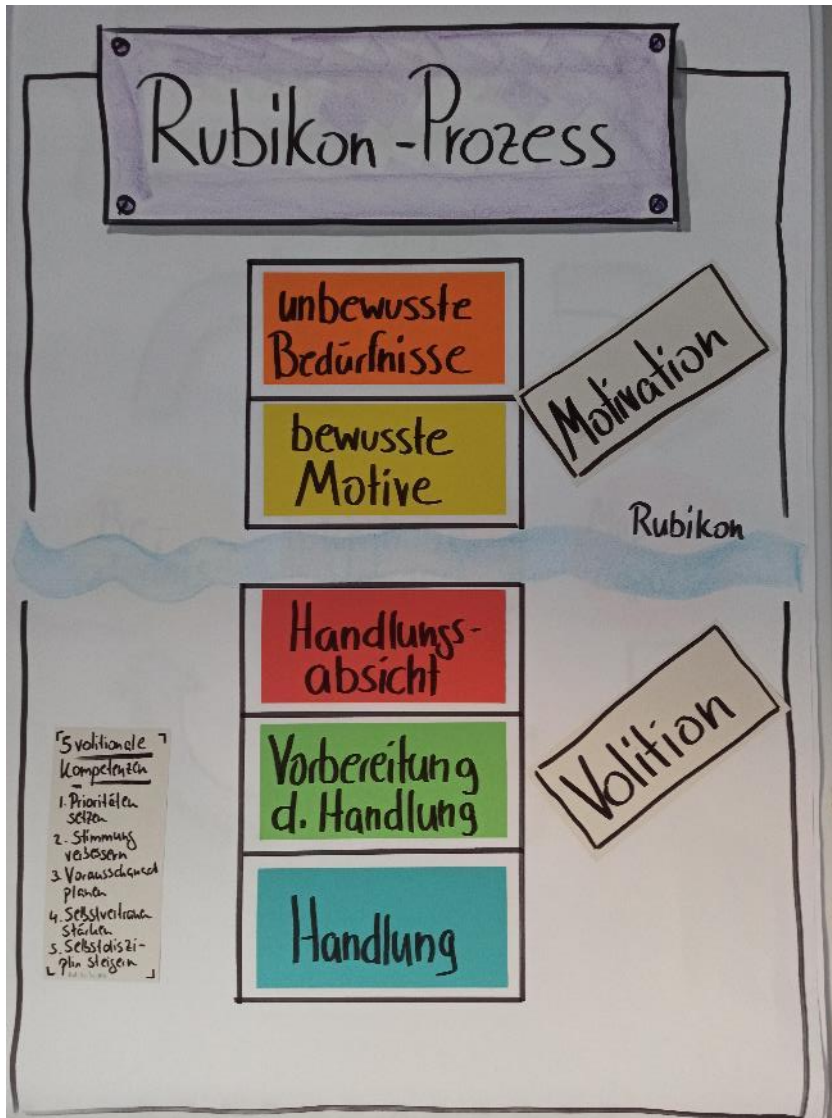 Rubikon-Prozess
unbewusste
Bedürfnisse
Motivation
bewusste
Motive
Rubikon
Handlungs-
absicht
Volition
Vorbereitung
d. Handlung
Handlung
5 volitionale
Kompetenzen
1. Prioritäten
setzen
2. Stimmung
verbessern
3. Vorausschauend
planen
4. Selbstvertrauen
stärken
5. Selbstdiszi-
plin steigern